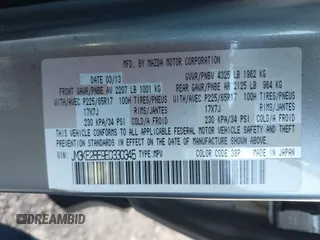 MFD. BY MAZDA MOTOR CORPORATION
DATE 03/13 GVWR/PNBV 4325 LB 1962 KG
FRONT GAWR/PNBE AV 2207 LB 1001 KG REAR GAWR/PNBE AR 2125 LB 964 KG
WITH/AVEC P225/65R17 100H TIRES/PNEUS WITH/AVEC P225/65R17 100H TIRES/PNEUS
17X7J RIMS/JANTES 17X7J RIMS/JANTES
230 KPA/34 PSI COLD/A FROID 230 KPA/34 PSI COLD/A FROID
THIS VEHICLE CONFORMS TO ALL APPLICABLE FEDERAL MOTOR VEHICLE
SAFETY, BUMPER, AND THEFT PREVENTION STANDARDS IN EFFECT ON
THE DATE OF MANUFACTURE SHOWN ABOVE.
TYPE:MPV
COLOR CODE 38P MADE IN JAPAN
DREAMBID